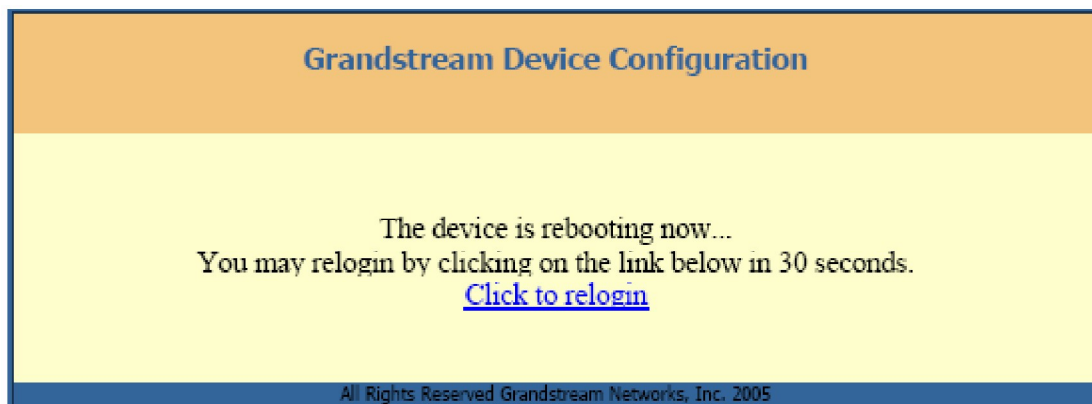 Grandstream Device Configuration
The device is rebooting now...
You may relogin by clicking on the link below in 30 seconds.
Click to relogin
All Rights Reserved Grandstream Networks, Inc. 2005